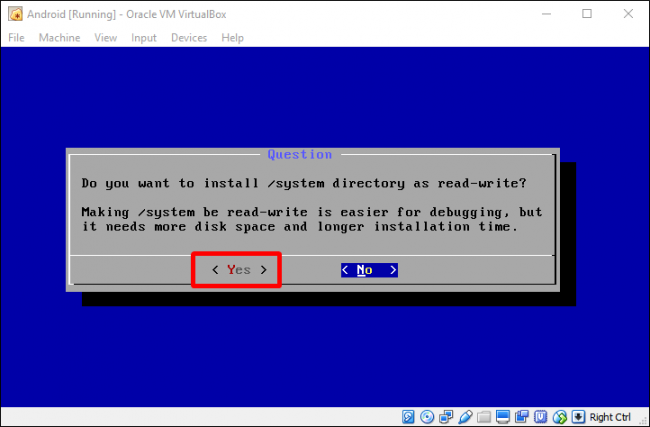 Android [Running] - Oracle VM VirtualBox
File Machine View Input Devices Help
Question
Do you want to install /system directory as read-write?
Making /system be read-write is easier for debugging, but
it needs more disk space and longer installation time.
< Yes > < No >
Right Ctrl